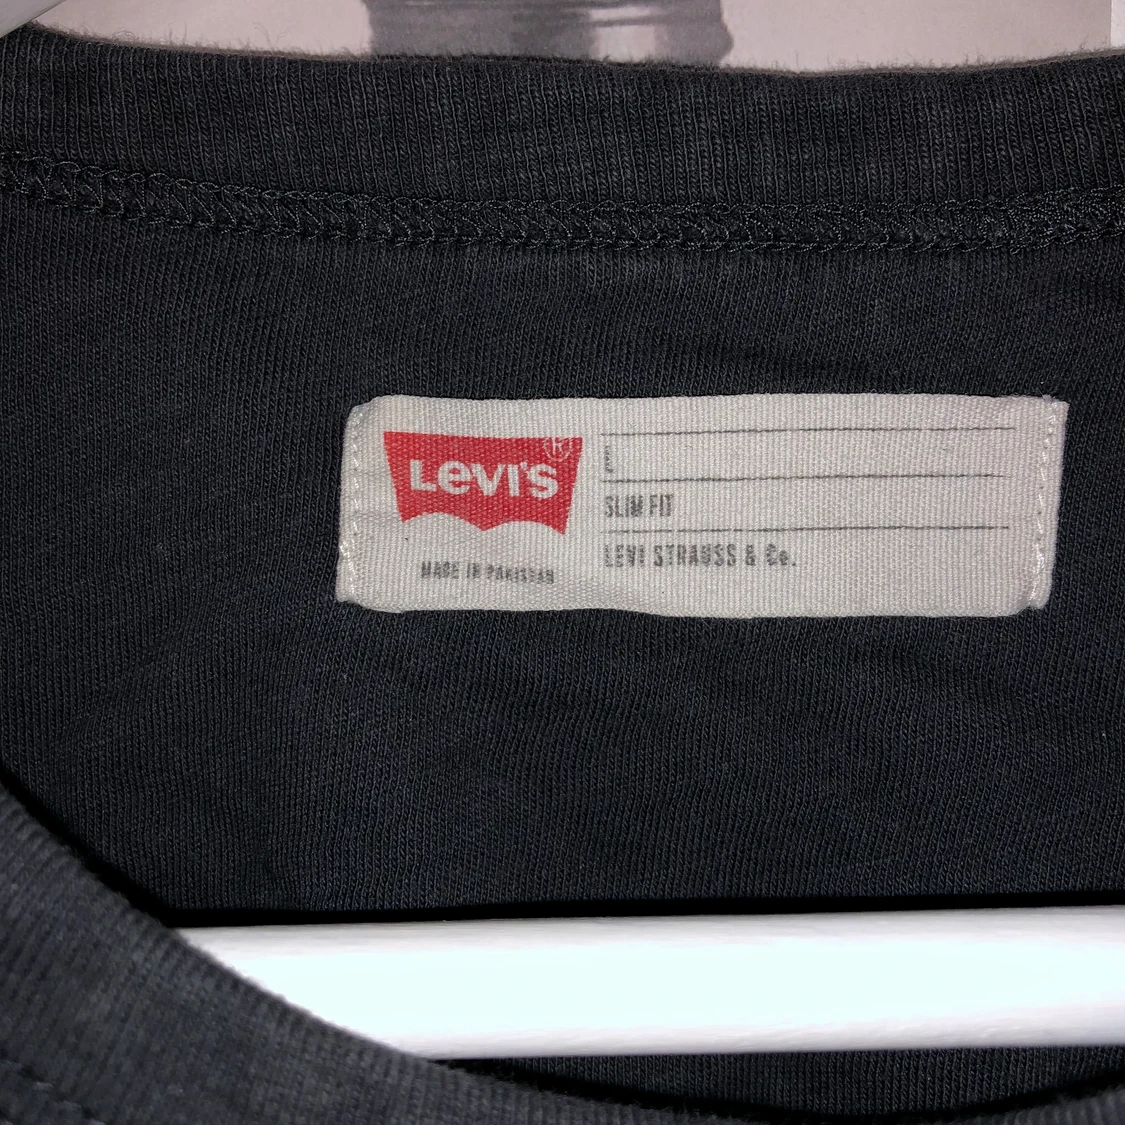 LEVI'S ®
MADE IN PAKISTAN
SLIM FIT
LEVI STRAUSS & Co.